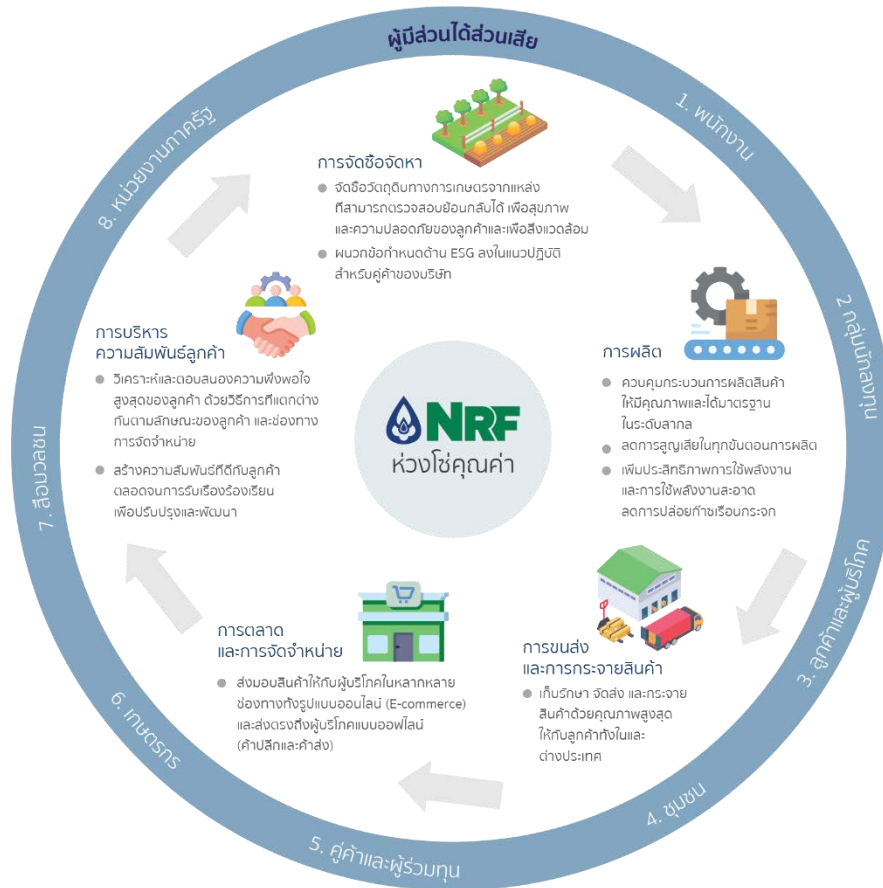 ผู้มีส่วนได้ส่วนเสีย
1. พนักงาน
2 กลุ่มนักลงทุน
3. ลูกค้าและผู้บริโภค
4. ชุมชน
5. คู่ค้าและผู้ร่วมทุน
6. เกษตรกร
7. สื่อมวลชน
8. หน่วยงานภาครัฐ
การจัดซื้อจัดหา
จัดซื้อวัตถุดิบทางการเกษตรจากแหล่ง
ที่สามารถตรวจสอบย้อนกลับได้ เพื่อสุขภาพ
และความปลอดภัยของลูกค้าและเพื่อสิ่งแวดล้อม
ผนวกข้อกำหนดด้าน ESG ลงในแนวปฏิบัติ
สำหรับคู่ค้าของบริษัท
การผลิต
ควบคุมกระบวนการผลิตสินค้า
ให้มีคุณภาพและได้มาตรฐาน
ในระดับสากล
ลดการสูญเสียในทุกขั้นตอนการผลิต
เพิ่มประสิทธิภาพการใช้พลังงาน
และการใช้พลังงานสะอาด
ลดการปล่อยก๊าซเรือนกระจก
การขนส่ง
และการกระจายสินค้า
เก็บรักษา จัดส่ง และกระจาย
สินค้าด้วยคุณภาพสูงสุด
ให้กับลูกค้าทั้งในและ
ต่างประเทศ
การตลาด
และการจัดจำหน่าย
ส่งมอบสินค้าให้กับผู้บริโภคในหลากหลาย
ช่องทางทั้งรูปแบบออนไลน์ (E-commerce)
และส่งตรงถึงผู้บริโภคแบบออฟไลน์
(ค้าปลีกและค้าส่ง)
การบริหาร
ความสัมพันธ์ลูกค้า
วิเคราะห์และตอบสนองความพึงพอใจ
สูงสุดของลูกค้า ด้วยวิธีการที่แตกต่าง
กันตามลักษณะของลูกค้า และช่องทาง
การจัดจำหน่าย
สร้างความสัมพันธ์ที่ดีกับลูกค้า
ตลอดจนการรับเรื่องร้องเรียน
เพื่อปรับปรุงและพัฒนา
NRF
ห่วงโซ่คุณค่า